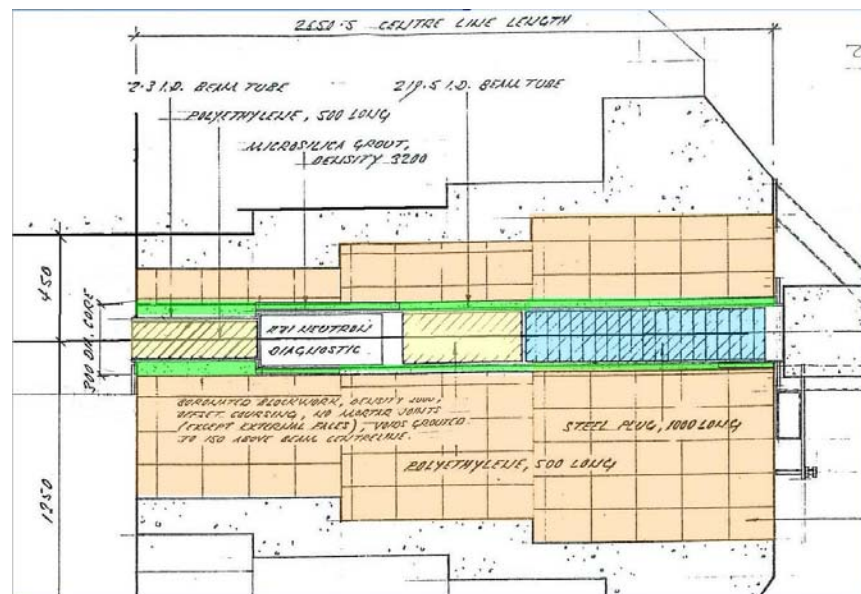 2650·5 CENTRE LINE LENGTH
2·3 I.D. BEAM TUBE
219·5 I.D. BEAM TUBE
POLYETHYLENE, 500 LONG
MICROSILICA GROUT,
DENSITY 3200
450
300 DIA. CORE
NEUTRON
DIAGNOSTIC
BORONATED BLOCKWORK, DENSITY
OFFSET COURSING, NO MORTAR JOINTS
(EXCEPT EXTERNAL FACES), VOIDS GROUTED
TO 150 ABOVE BEAM CENTRELINE.
STEEL PLUG, 1000 LONG
POLYETHYLENE, 500 LONG
1250